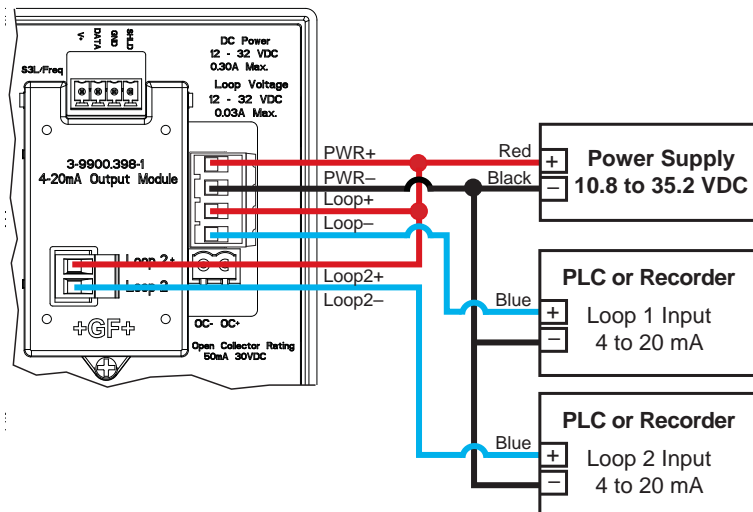 V+
DATA
GND
SHLD
S3L/Freq
DC Power
12 - 32 VDC
0.30A Max.
Loop Voltage
12 - 32 VDC
0.03A Max.
3-9900.398-1
4-20mA Output Module
Loop 2+
Loop 2-
+GF+
OC- OC+
Open Collector Rating
50mA 30VDC
PWR+
PWR–
Loop+
Loop–
Loop2+
Loop2–
Red
Black
+
–
Power Supply
10.8 to 35.2 VDC
PLC or Recorder
Blue
+
–
Loop 1 Input
4 to 20 mA
PLC or Recorder
Blue
+
–
Loop 2 Input
4 to 20 mA